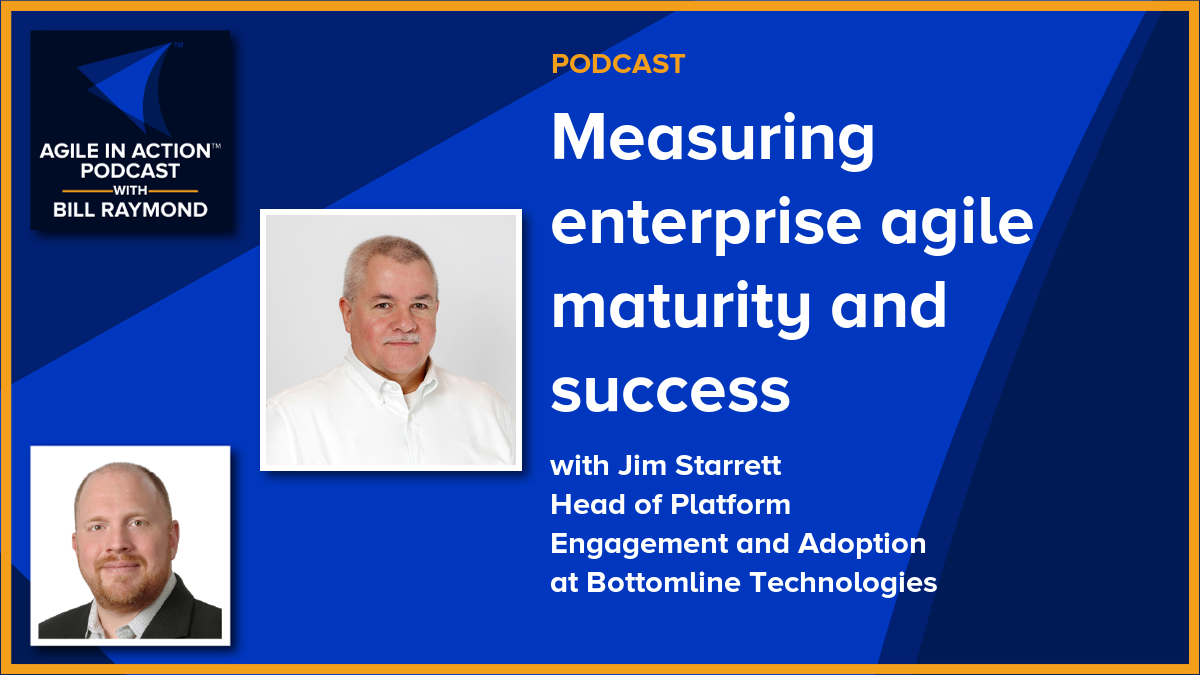 AGILE IN ACTION™
PODCAST
WITH
BILL RAYMOND
PODCAST
Measuring
enterprise agile
maturity and
success
with Jim Starrett
Head of Platform
Engagement and Adoption
at Bottomline Technologies